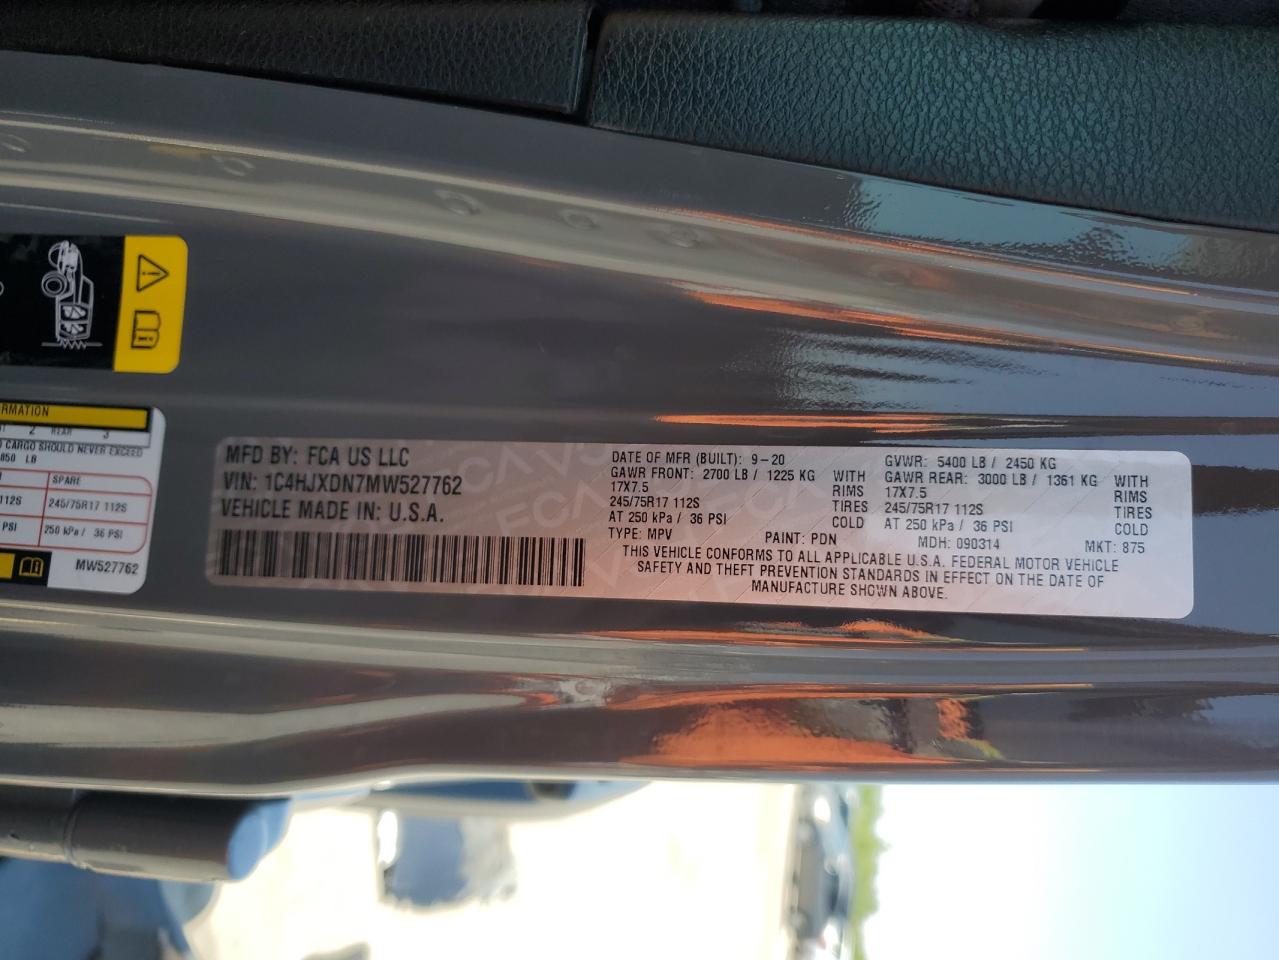 RMATION
2 REAR 3
CARGO SHOULD NEVER EXCEED
850 LB
SPARE
112S 245/75R17 112S
PSI 250 kPa / 36 PSI
MW527762
MFD BY: FCA US LLC
VIN: 1C4HJXDN7MW527762
VEHICLE MADE IN: U.S.A.
DATE OF MFR (BUILT): 9-20 GVWR: 5400 LB / 2450 KG
GAWR FRONT: 2700 LB / 1225 KG WITH GAWR REAR: 3000 LB / 1361 KG WITH
17X7.5 RIMS 17X7.5 RIMS
245/75R17 112S TIRES 245/75R17 112S TIRES
AT 250 kPa / 36 PSI COLD AT 250 kPa / 36 PSI COLD
TYPE: MPV PAINT: PDN MDH: 090314 MKT: 875
THIS VEHICLE CONFORMS TO ALL APPLICABLE U.S.A. FEDERAL MOTOR VEHICLE
SAFETY AND THEFT PREVENTION STANDARDS IN EFFECT ON THE DATE OF
MANUFACTURE SHOWN ABOVE.